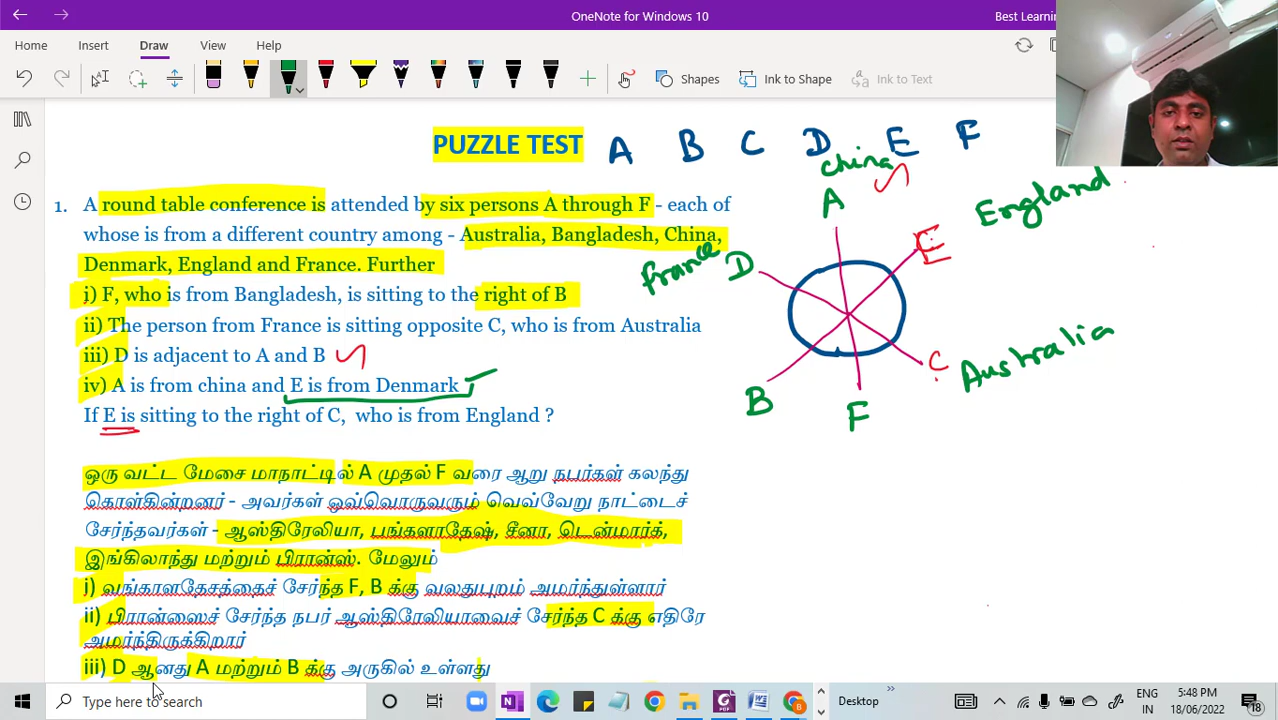 OneNote for Windows 10
Best Learnin
Home Insert Draw View Help
Shapes Ink to Shape Ink to Text
PUZZLE TEST A B C D E F
1. A round table conference is attended by six persons A through F - each of
whose is from a different country among - Australia, Bangladesh, China,
Denmark, England and France. Further
i) F, who is from Bangladesh, is sitting to the right of B
ii) The person from France is sitting opposite C, who is from Australia
iii) D is adjacent to A and B
iv) A is from china and E is from Denmark
If E is sitting to the right of C, who is from England ?
China
A
England
E
France D
C Australia
B
F
ஒரு வட்ட மேசை மாநாட்டில் A முதல் F வரை ஆறு நபர்கள் கலந்து
கொள்கின்றனர் - அவர்கள் ஒவ்வொருவரும் வெவ்வேறு நாட்டைச்
சேர்ந்தவர்கள் - ஆஸ்திரேலியா, பங்களாதேஷ், சீனா, டென்மார்க்,
இங்கிலாந்து மற்றும் பிரான்ஸ். மேலும்
i) வங்காளதேசத்தைச் சேர்ந்த F, B க்கு வலதுபுறம் அமர்ந்துள்ளார்
ii) பிரான்ஸைச் சேர்ந்த நபர் ஆஸ்திரேலியாவைச் சேர்ந்த C க்கு எதிரே
அமர்ந்திருக்கிறார்
iii) D ஆனது A மற்றும் B க்கு அருகில் உள்ளது
Type here to search
Desktop
ENG
IN
5:48 PM
18/06/2022
18